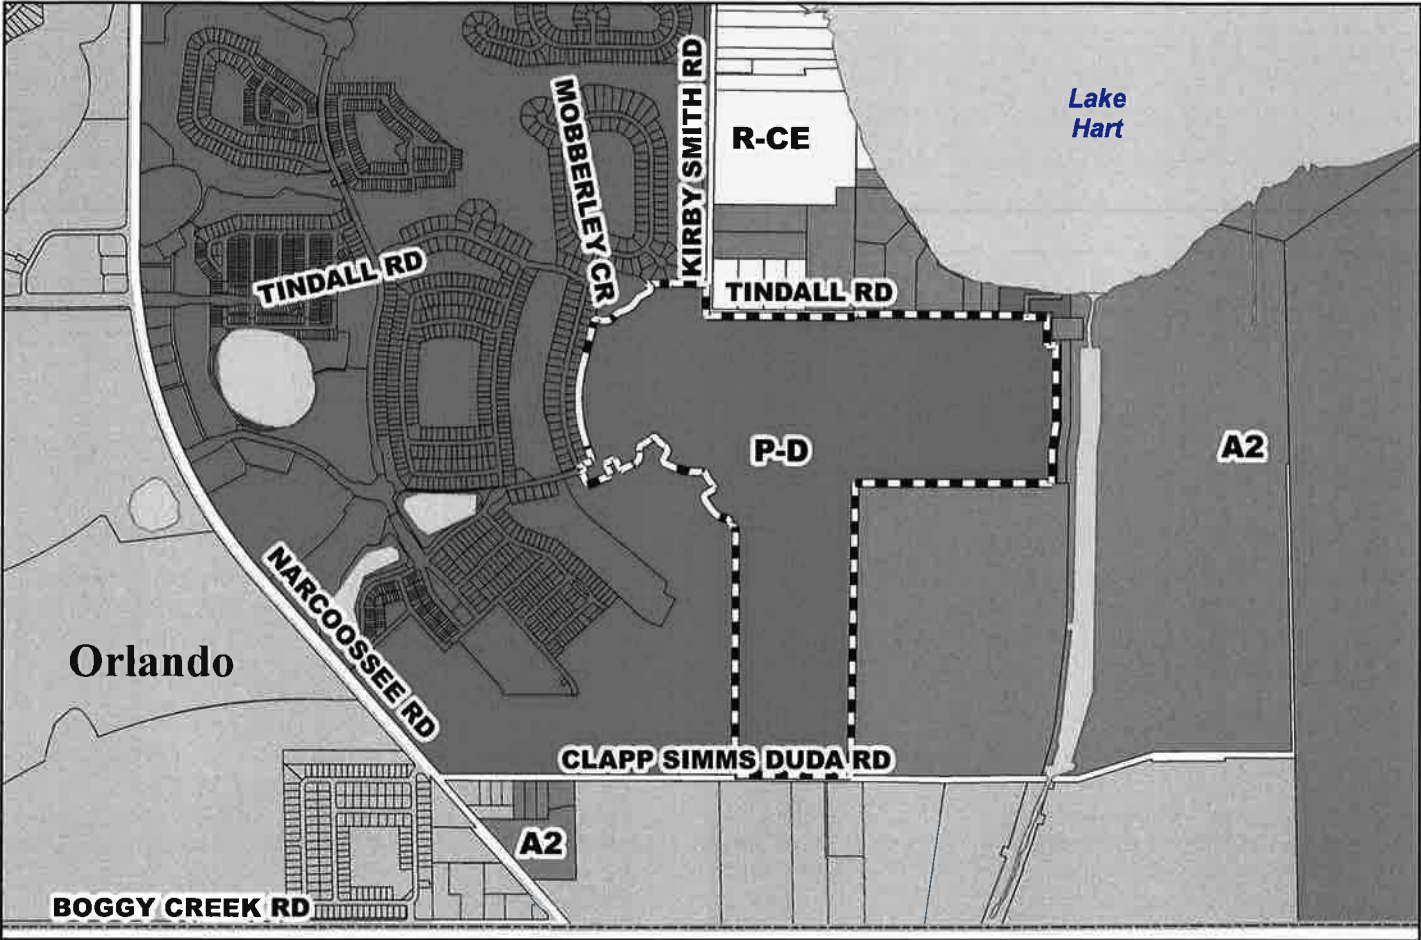 Lake
Hart
KIRBY SMITH RD
MOBBERLEY CR
R-CE
TINDALL RD
TINDALL RD
P-D
A2
NARCOOSSEE RD
Orlando
CLAPP SIMMS DUDA RD
A2
BOGGY CREEK RD